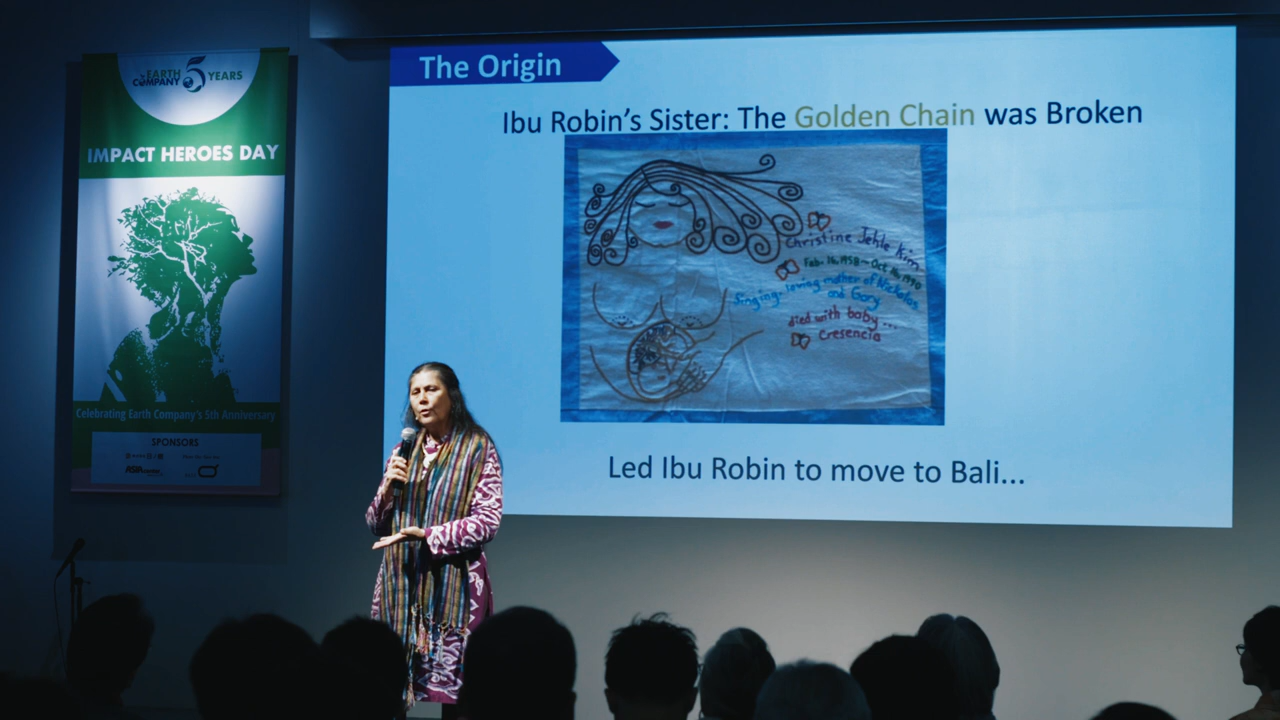 EARTH
COMPANY
5 YEARS
IMPACT HEROES DAY
Celebrating Earth Company's 5th Anniversary
SPONSORS
The Origin
Ibu Robin's Sister: The Golden Chain was Broken
Christine Jehle Kim
Feb. 16, 1958 - Oct 1990
Singing, loving mother of Nicholas
and Gary
died with baby...
Cresencia
Led Ibu Robin to move to Bali...